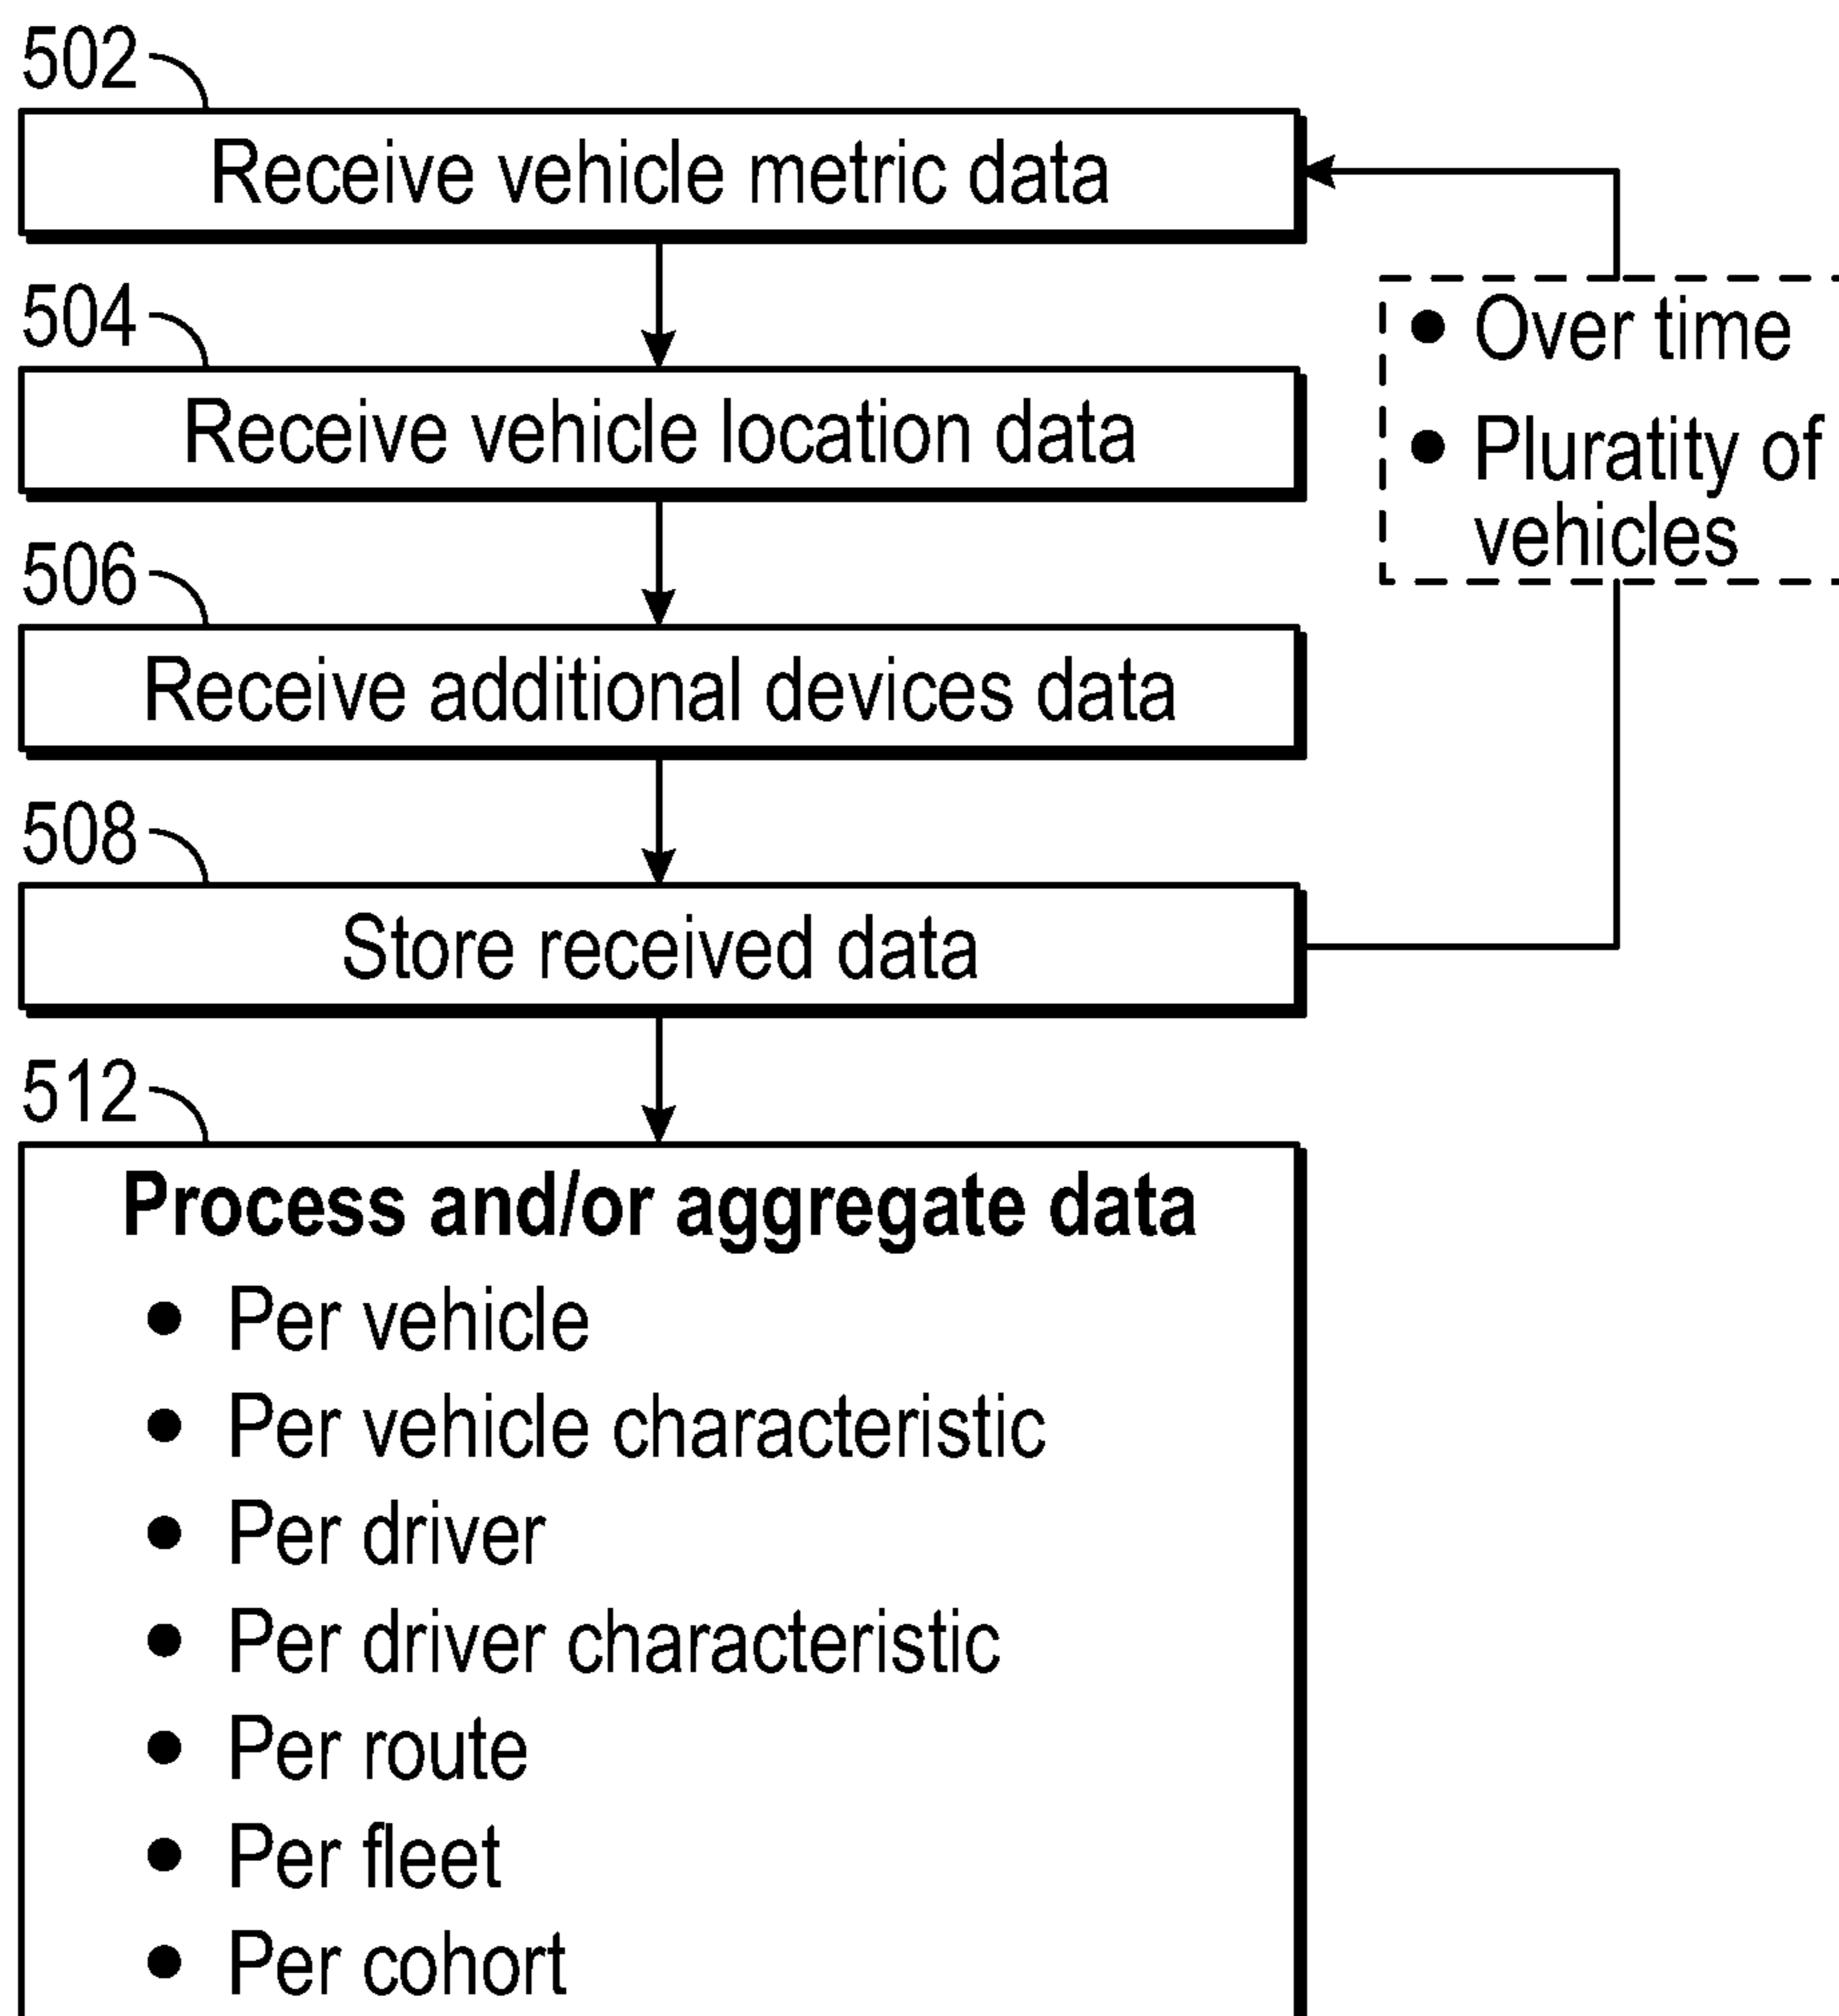 502
Receive vehicle metric data
504
Receive vehicle location data
506
Receive additional devices data
508
Store received data
• Over time
• Pluratity of
vehicles
512
Process and/or aggregate data
• Per vehicle
• Per vehicle characteristic
• Per driver
• Per driver characteristic
• Per route
• Per fleet
• Per cohort